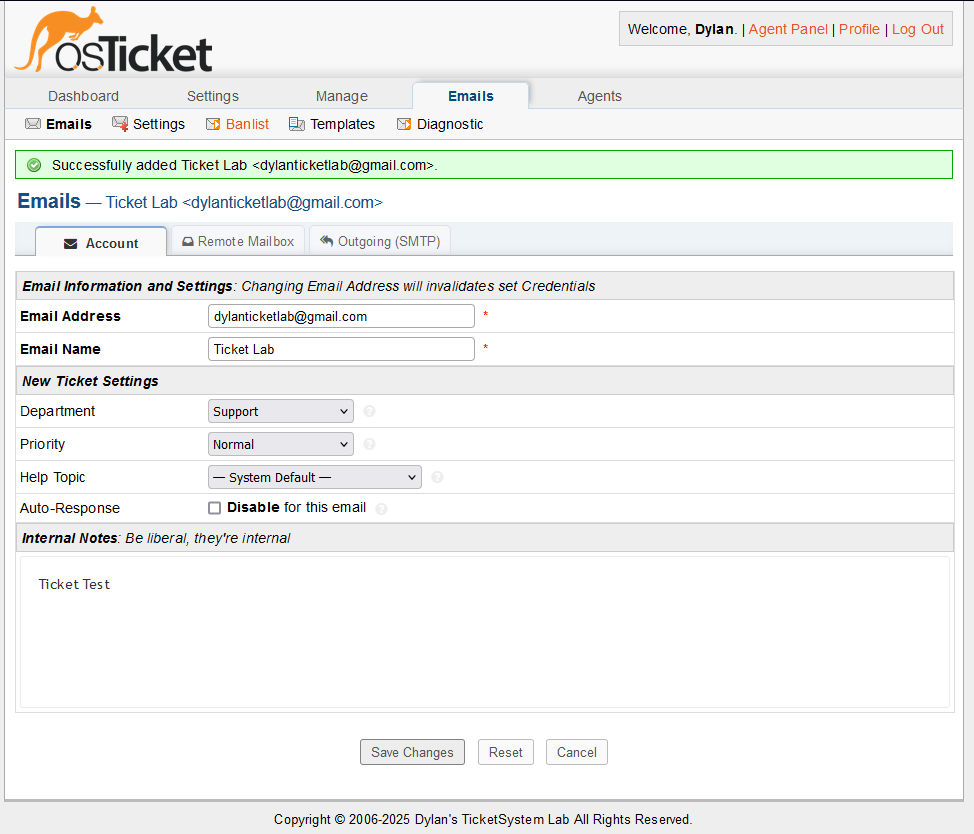 osTicket
Welcome, Dylan. | Agent Panel | Profile | Log Out
Dashboard Settings Manage Emails Agents
Emails Settings Banlist Templates Diagnostic
Successfully added Ticket Lab <dylanticketlab@gmail.com>.
Emails — Ticket Lab <dylanticketlab@gmail.com>
Account Remote Mailbox Outgoing (SMTP)
Email Information and Settings: Changing Email Address will invalidates set Credentials
Email Address dylanticketlab@gmail.com *
Email Name Ticket Lab *
New Ticket Settings
Department Support ?
Priority Normal ?
Help Topic — System Default — ?
Auto-Response Disable for this email ?
Internal Notes: Be liberal, they're internal
Ticket Test
Save Changes Reset Cancel
Copyright © 2006-2025 Dylan's TicketSystem Lab All Rights Reserved.